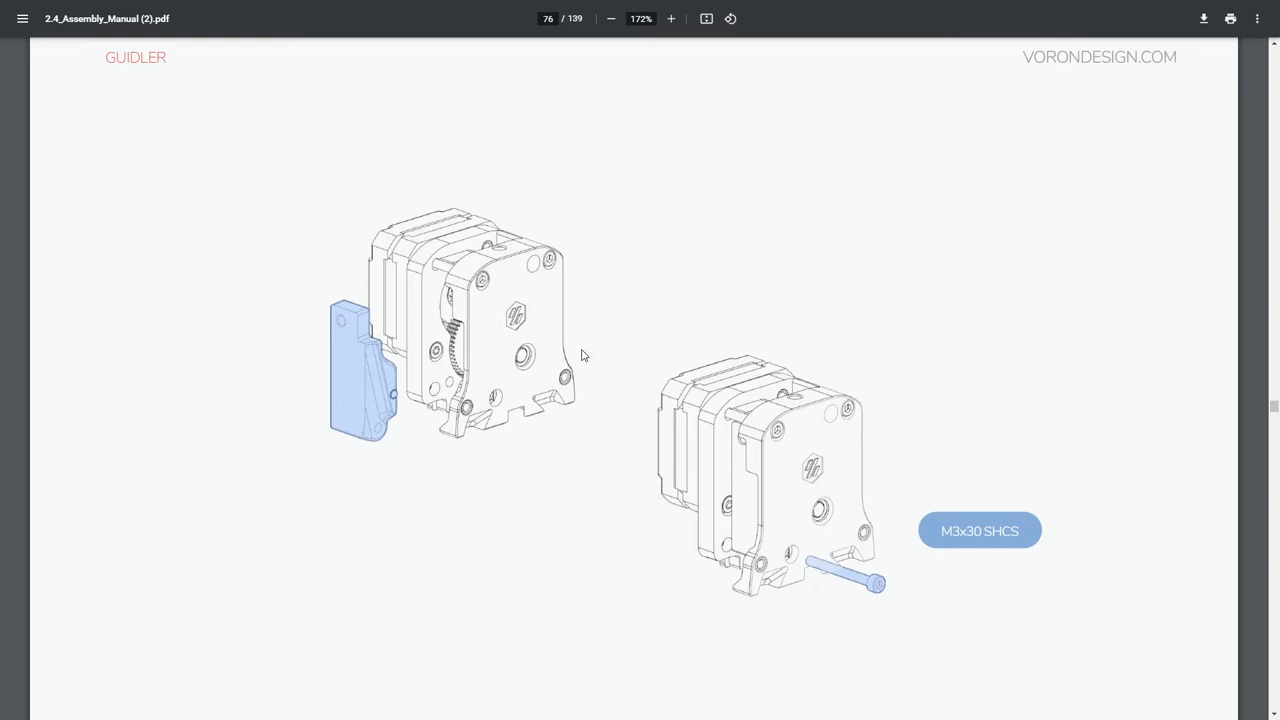 2.4_Assembly_Manual (2).pdf
76 / 139
172%
GUIDLER
VORONDESIGN.COM
M3x30 SHCS